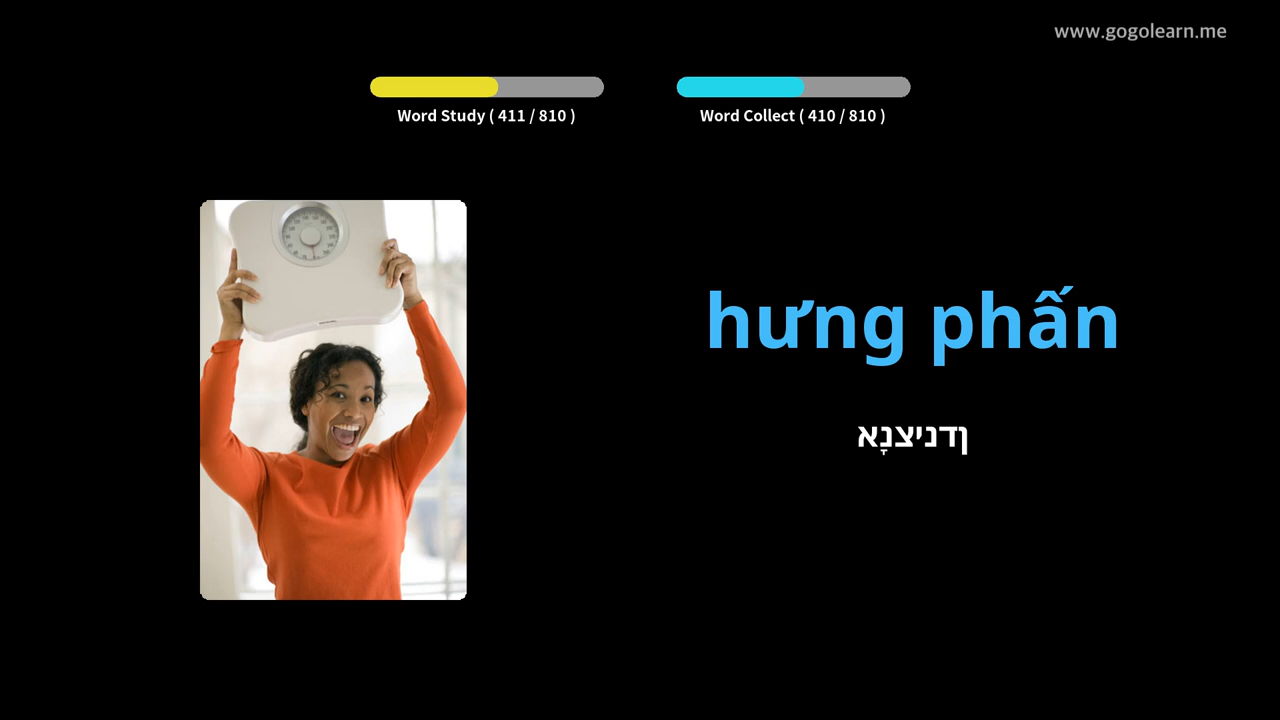 www.gogolearn.me
Word Study ( 411 / 810 )
Word Collect ( 410 / 810 )
hưng phấn
ןדניצנָא